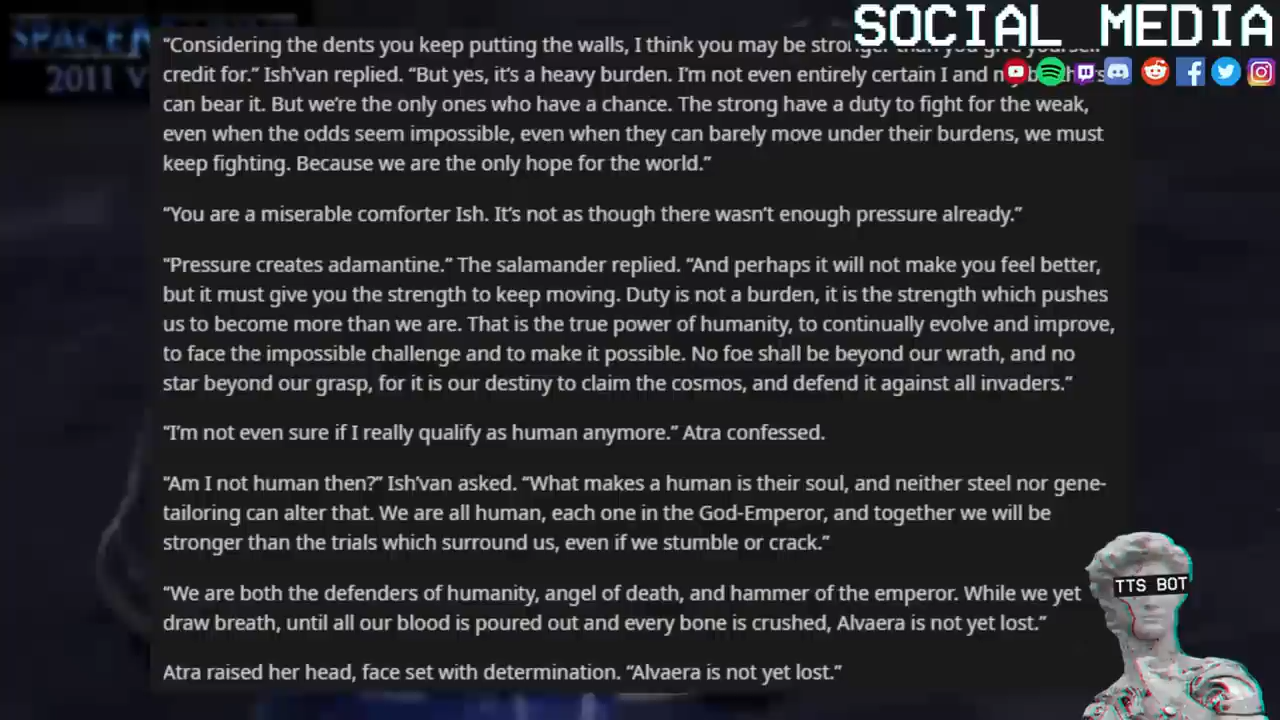 SPACE
2011 V
SOCIAL MEDIA
“Considering the dents you keep putting the walls, I think you may be stronger than you give yourself
credit for.” Ish’van replied. “But yes, it’s a heavy burden. I’m not even entirely certain I and my
can bear it. But we’re the only ones who have a chance. The strong have a duty to fight for the weak,
even when the odds seem impossible, even when they can barely move under their burdens, we must
keep fighting. Because we are the only hope for the world.”
“You are a miserable comforter Ish. It’s not as though there wasn’t enough pressure already.”
“Pressure creates adamantine.” The salamander replied. “And perhaps it will not make you feel better,
but it must give you the strength to keep moving. Duty is not a burden, it is the strength which pushes
us to become more than we are. That is the true power of humanity, to continually evolve and improve,
to face the impossible challenge and to make it possible. No foe shall be beyond our wrath, and no
star beyond our grasp, for it is our destiny to claim the cosmos, and defend it against all invaders.”
“I’m not even sure if I really qualify as human anymore.” Atra confessed.
“Am I not human then?” Ish’van asked. “What makes a human is their soul, and neither steel nor gene-
tailoring can alter that. We are all human, each one in the God-Emperor, and together we will be
stronger than the trials which surround us, even if we stumble or crack.”
“We are both the defenders of humanity, angel of death, and hammer of the emperor. While we yet
draw breath, until all our blood is poured out and every bone is crushed, Alvaera is not yet lost.”
Atra raised her head, face set with determination. “Alvaera is not yet lost.”
TTS BOT